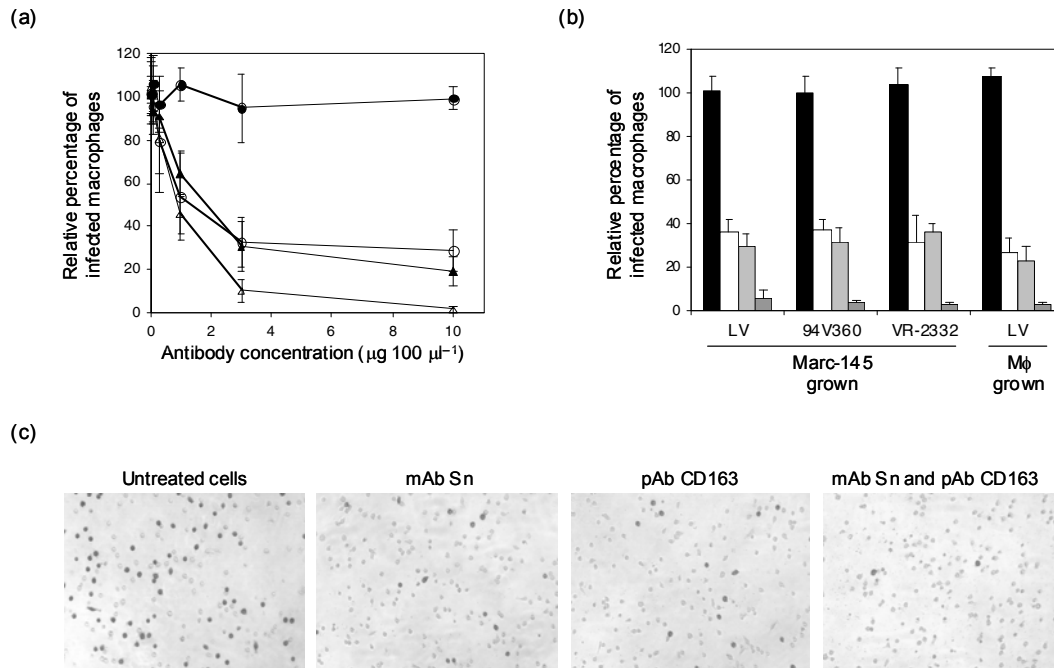 (a)
(b)
120
100
80
60
40
20
0
Relative percentage of
infected macrophages
0 2 4 6 8 10
Antibody concentration (μg 100 μl⁻¹)
120
100
80
60
40
20
0
Relative percentage of
infected macrophages
LV 94V360 VR-2332 LV
Marc-145
grown
Mϕ
grown
(c)
Untreated cells
mAb Sn
pAb CD163
mAb Sn and pAb CD163